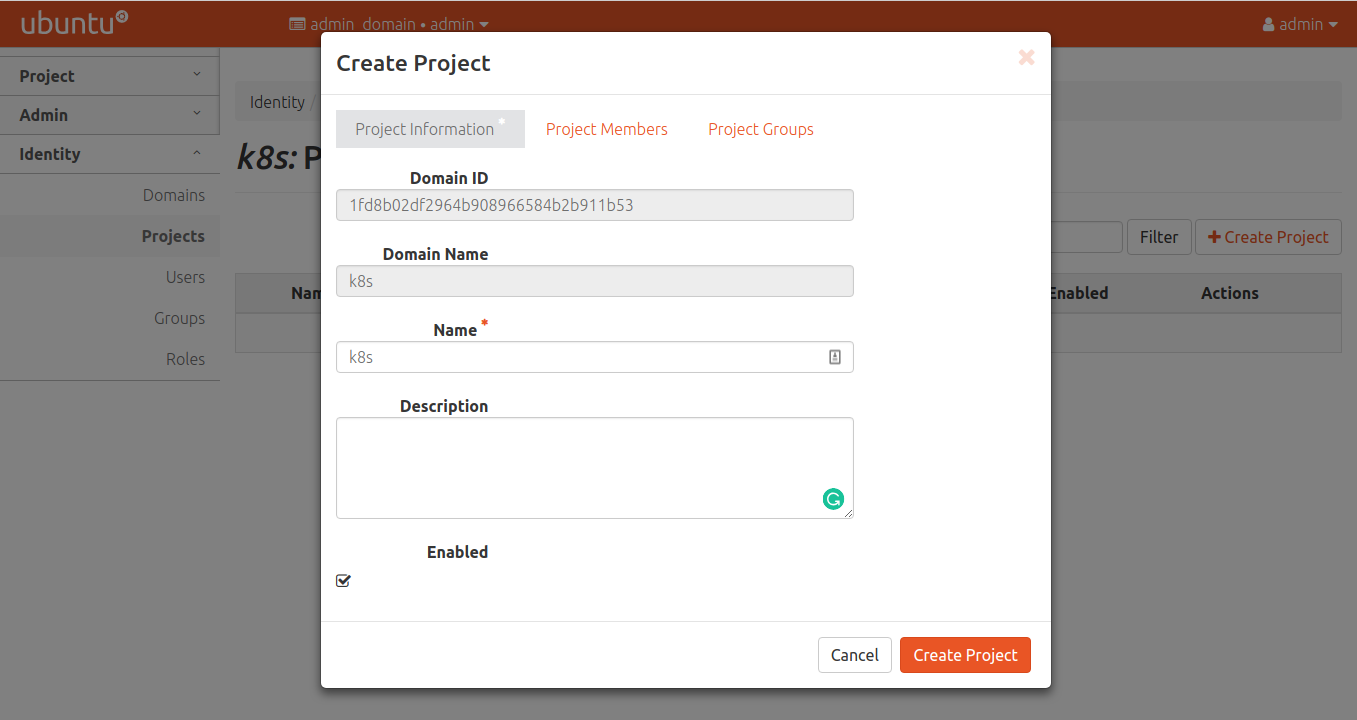 ubuntu
admin_domain • admin
admin
Project
Admin
Identity
Domains
Projects
Users
Groups
Roles
Identity /
k8s: P
Filter
Create Project
Nam
Enabled
Actions
Create Project
Project Information *
Project Members
Project Groups
Domain ID
1fd8b02df2964b908966584b2b911b53
Domain Name
k8s
Name *
k8s
Description
Enabled
Cancel
Create Project